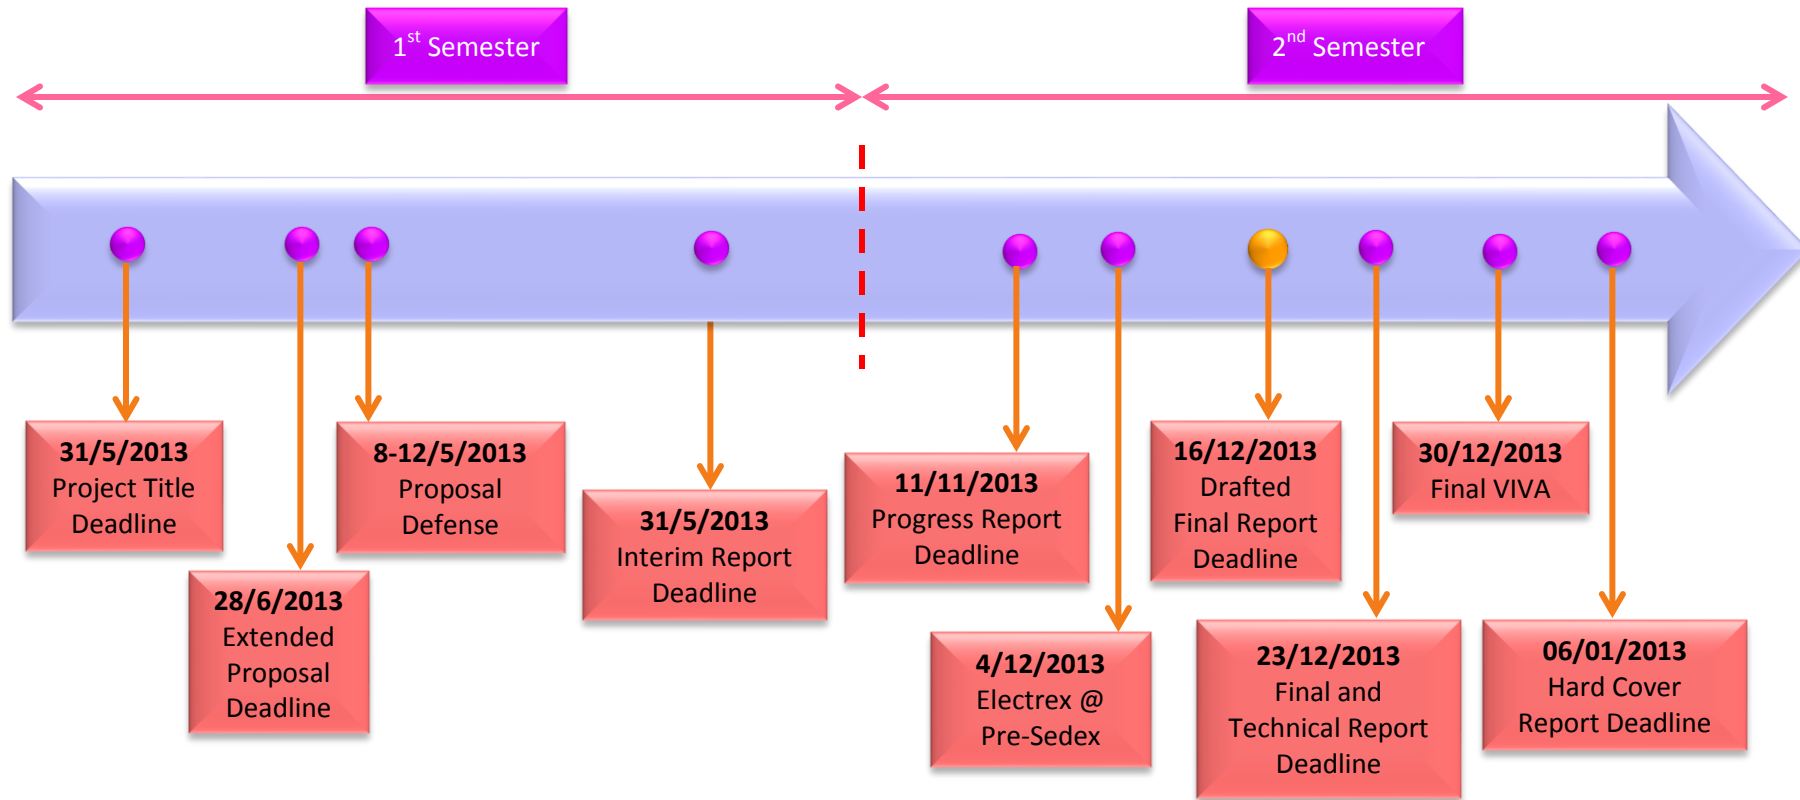 1st Semester
2nd Semester
31/5/2013
Project Title
Deadline
28/6/2013
Extended
Proposal
Deadline
8-12/5/2013
Proposal
Defense
31/5/2013
Interim Report
Deadline
11/11/2013
Progress Report
Deadline
4/12/2013
Electrex @
Pre-Sedex
16/12/2013
Drafted
Final Report
Deadline
23/12/2013
Final and
Technical Report
Deadline
30/12/2013
Final VIVA
06/01/2013
Hard Cover
Report Deadline